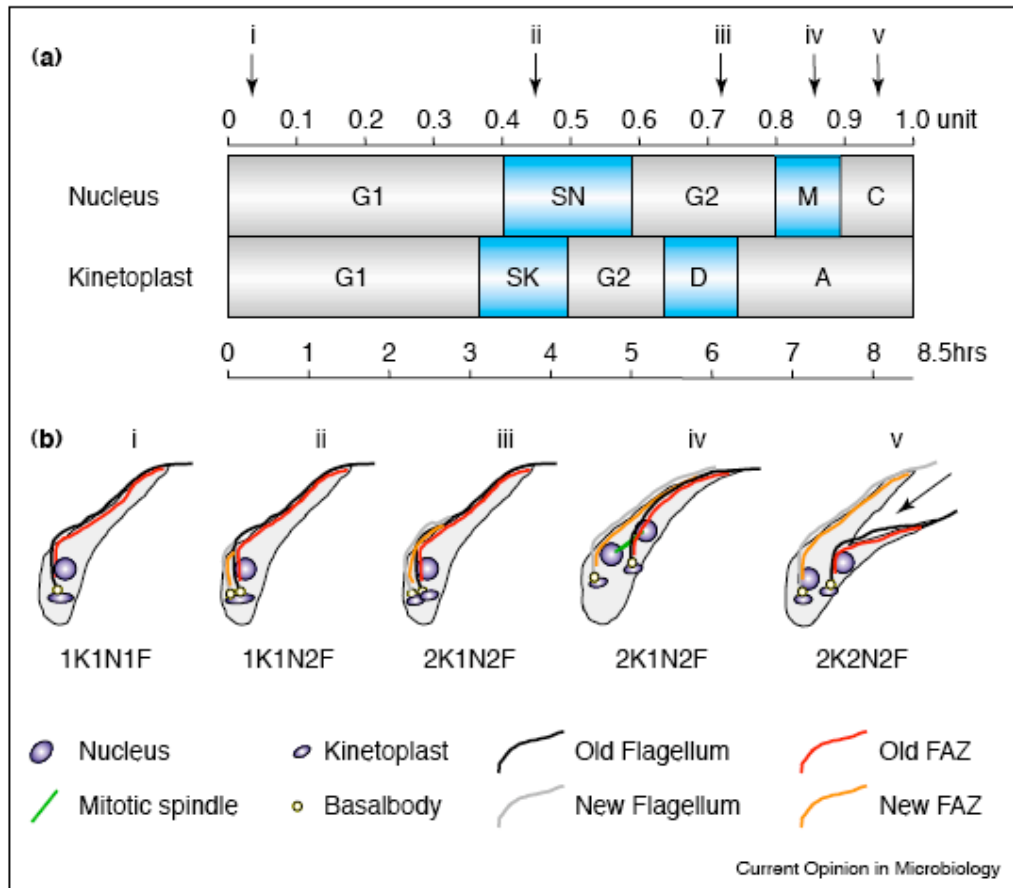 (a) i ii iii iv v
0 0.1 0.2 0.3 0.4 0.5 0.6 0.7 0.8 0.9 1.0 unit
Nucleus G1 SN G2 M C
Kinetoplast G1 SK G2 D A
0 1 2 3 4 5 6 7 8 8.5hrs
(b) i ii iii iv v
1K1N1F 1K1N2F 2K1N2F 2K1N2F 2K2N2F
Nucleus Kinetoplast Old Flagellum Old FAZ
Mitotic spindle Basalbody New Flagellum New FAZ
Current Opinion in Microbiology